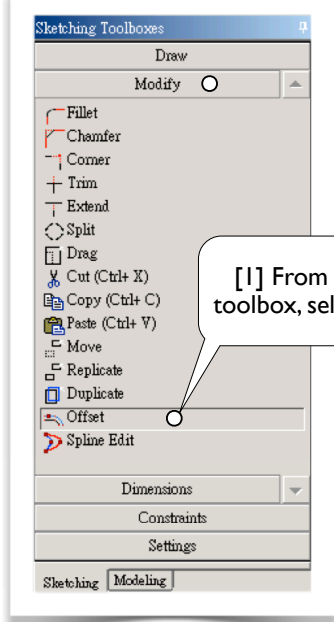 Sketching Toolboxes
Draw
Modify
Fillet
Chamfer
Corner
Trim
Extend
Split
Drag
Cut (Ctrl+ X)
Copy (Ctrl+ C)
Paste (Ctrl+ V)
Move
Replicate
Duplicate
Offset
Spline Edit
[1] From
toolbox, sel
Dimensions
Constraints
Settings
Sketching Modeling